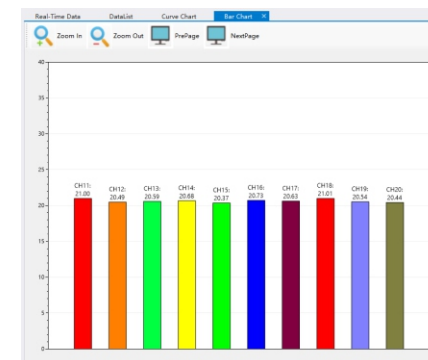 Real-Time Data DataList Curve Chart Bar Chart ×
Zoom In Zoom Out PrePage NextPage
40
35
30
25
20
15
10
5
0
CH11:
21.00
CH12:
20.49
CH13:
20.59
CH14:
20.68
CH15:
20.37
CH16:
20.73
CH17:
20.63
CH18:
21.01
CH19:
20.54
CH20:
20.44